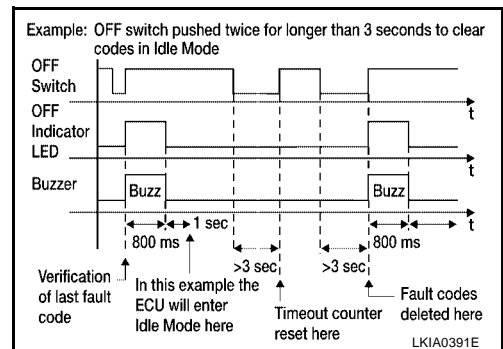 Example: OFF switch pushed twice for longer than 3 seconds to clear
codes in Idle Mode
OFF
Switch
t
OFF
Indicator
LED
t
Buzzer
Buzz
Buzz
t
1 sec
800 ms
>3 sec
>3 sec
800 ms
Verification
of last fault
code
In this example the
ECU will enter
Idle Mode here
Timeout counter
reset here
Fault codes
deleted here
LKIA0391E